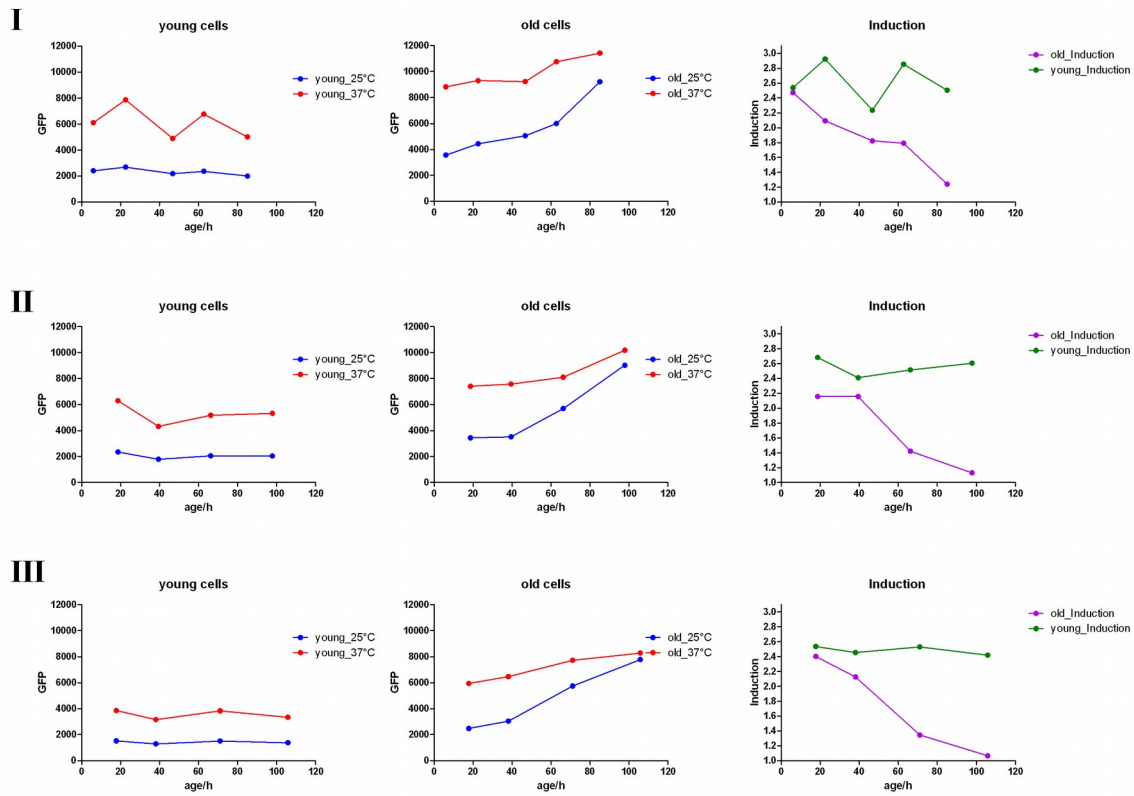 I
young cells
12000
10000
8000
6000
4000
2000
0
GFP
0 20 40 60 80 100 120
age/h
young_25°C
young_37°C
old cells
12000
10000
8000
6000
4000
2000
0
GFP
0 20 40 60 80 100 120
age/h
old_25°C
old_37°C
Induction
3.0
2.8
2.6
2.4
2.2
2.0
1.8
1.6
1.4
1.2
1.0
Induction
0 20 40 60 80 100 120
age/h
old_Induction
young_Induction
II
young cells
12000
10000
8000
6000
4000
2000
0
GFP
0 20 40 60 80 100 120
age/h
young_25°C
young_37°C
old cells
12000
10000
8000
6000
4000
2000
0
GFP
0 20 40 60 80 100 120
age/h
old_25°C
old_37°C
Induction
3.0
2.8
2.6
2.4
2.2
2.0
1.8
1.6
1.4
1.2
1.0
Induction
0 20 40 60 80 100 120
age/h
old_Induction
young_Induction
III
young cells
12000
10000
8000
6000
4000
2000
0
GFP
0 20 40 60 80 100 120
age/h
young_25°C
young_37°C
old cells
12000
10000
8000
6000
4000
2000
0
GFP
0 20 40 60 80 100 120
age/h
old_25°C
old_37°C
Induction
3.0
2.8
2.6
2.4
2.2
2.0
1.8
1.6
1.4
1.2
1.0
Induction
0 20 40 60 80 100 120
age/h
old_Induction
young_Induction